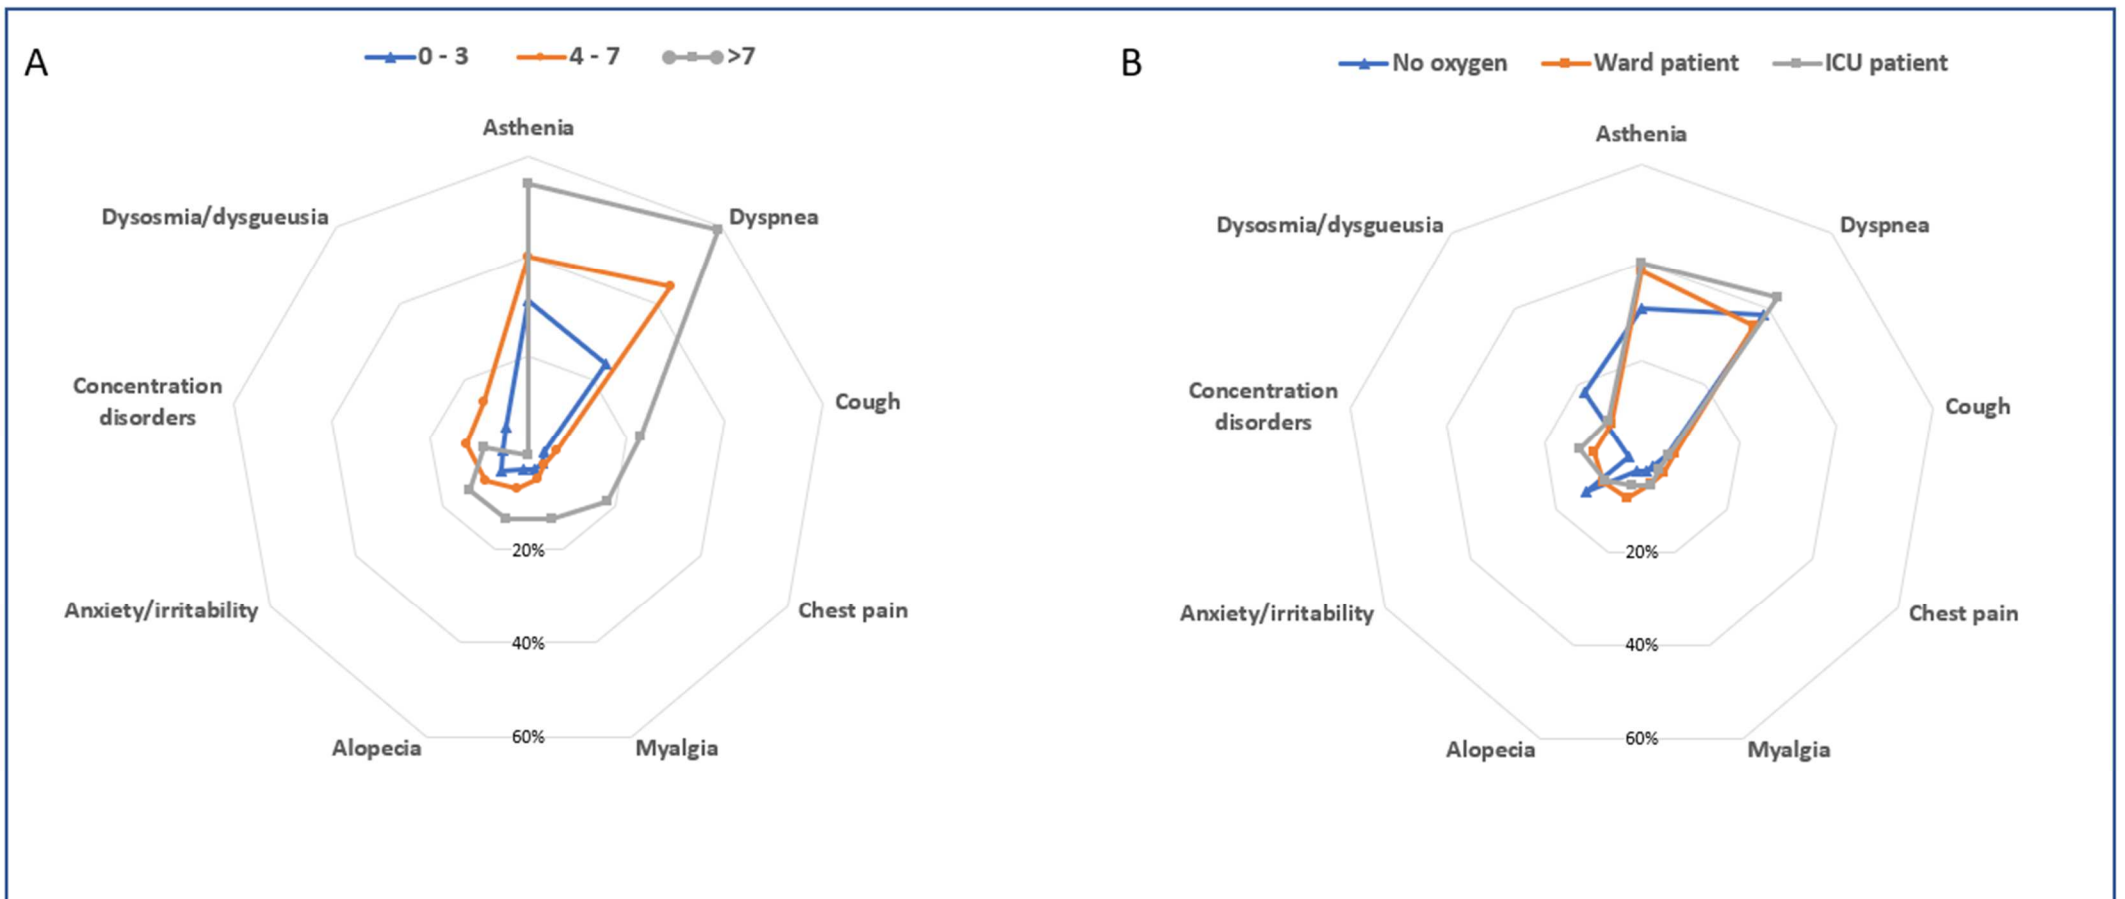 A
0 - 3
4 - 7
>7
Asthenia
Dyspnea
Cough
Chest pain
Myalgia
Alopecia
Anxiety/irritability
Concentration
disorders
Dysosmia/dysgueusia
20%
40%
60%
B
No oxygen
Ward patient
ICU patient
Asthenia
Dyspnea
Cough
Chest pain
Myalgia
Alopecia
Anxiety/irritability
Concentration
disorders
Dysosmia/dysgueusia
20%
40%
60%